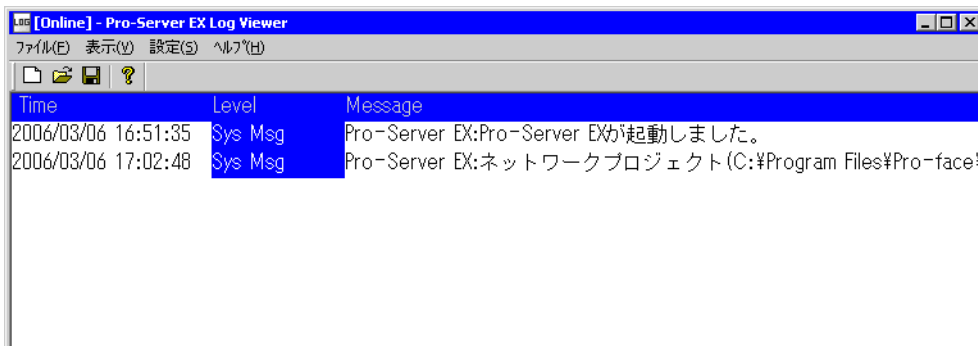 [Online] - Pro-Server EX Log Viewer
ファイル(F) 表示(V) 設定(S) ヘルプ(H)
Time Level Message
2006/03/06 16:51:35 Sys Msg Pro-Server EX:Pro-Server EXが起動しました。
2006/03/06 17:02:48 Sys Msg Pro-Server EX:ネットワークプロジェクト(C:¥Program Files¥Pro-face¥